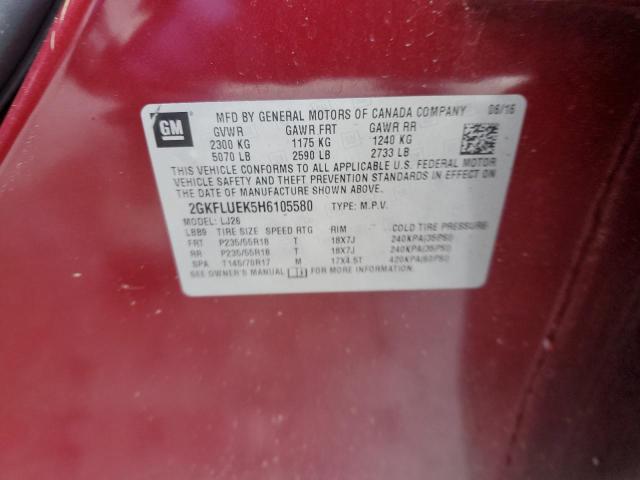 GM
MFD BY GENERAL MOTORS OF CANADA COMPANY 06/16
GVWR GAWR FRT GAWR RR
2300 KG 1175 KG 1240 KG
5070 LB 2590 LB 2733 LB
THIS VEHICLE CONFORMS TO ALL APPLICABLE U.S. FEDERAL MOTOR
VEHICLE SAFETY AND THEFT PREVENTION STANDARDS IN EFFECT ON
THE DATE OF MANUFACTURE SHOWN ABOVE.
2GKFLUEK5H6105580 TYPE: M.P.V.
MODEL: LJ26
LBB9 TIRE SIZE SPEED RTG RIM COLD TIRE PRESSURE
FRT P235/55R18 T 18X7J 240KPA(35PSI)
RR P235/55R18 T 18X7J 240KPA(35PSI)
SPA T145/70R17 M 17X4.5T 420KPA(60PSI)
SEE OWNER'S MANUAL FOR MORE INFORMATION.